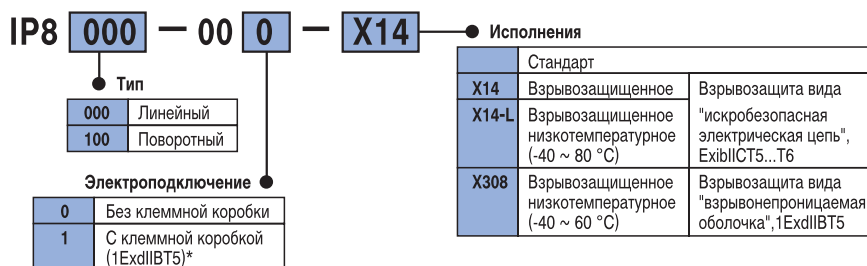 IP8 000 — 00 0 — X14
Исполнения
Стандарт
X14 Взрывозащищенное Взрывозащита вида
X14-L Взрывозащищенное "искробезопасная
низкотемпературное электрическая цепь",
(-40 ~ 80 °C) ExibIICT5...T6
X308 Взрывозащищенное Взрывозащита вида
низкотемпературное "взрывонепроницаемая
(-40 ~ 60 °C) оболочка",1ExdIIBT5
Тип
000 Линейный
100 Поворотный
Электроподключение
0 Без клеммной коробки
1 С клеммной коробкой
(1ExdIIBT5)*